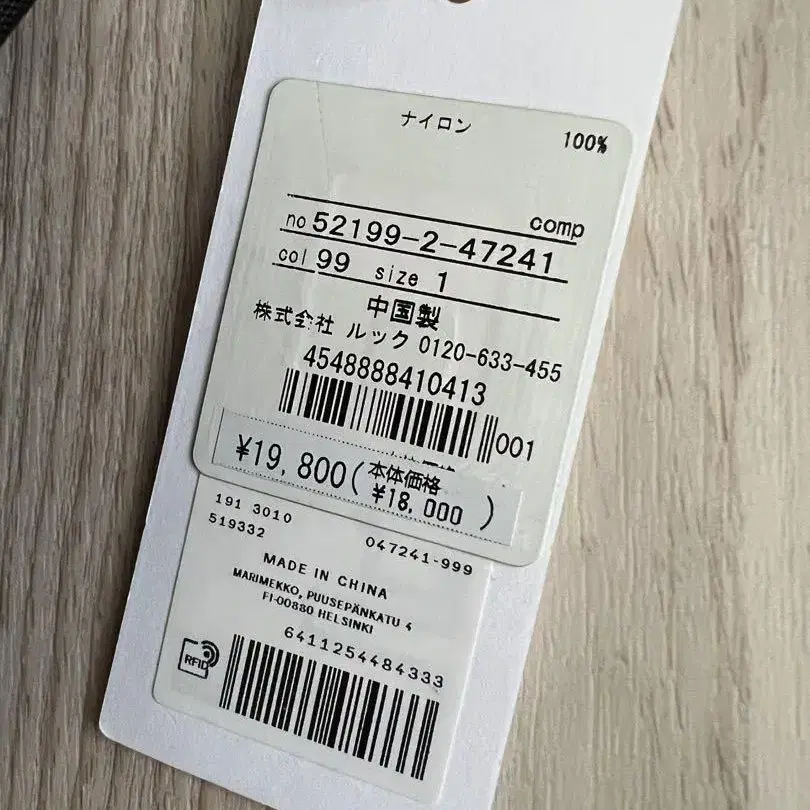 ナイロン 100%
comp
no 52199-2-47241
col 99 size 1
中国製
株式会社 ルック 0120-633-455
4548888410413
001
¥19,800(本体価格 ¥18,000)
191 3010
519332 047241-999
MADE IN CHINA
MARIMEKKO, PUUSEPÄNKATU 4
FI-00880 HELSINKI
6411254484333
RFID